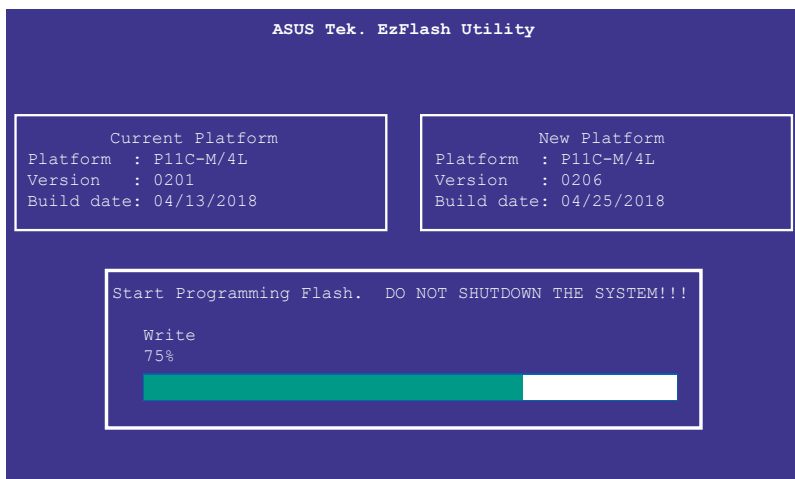 ASUS Tek. EzFlash Utility
Current Platform
Platform : P11C-M/4L
Version : 0201
Build date: 04/13/2018
New Platform
Platform : P11C-M/4L
Version : 0206
Build date: 04/25/2018
Start Programming Flash. DO NOT SHUTDOWN THE SYSTEM!!!
Write
75%